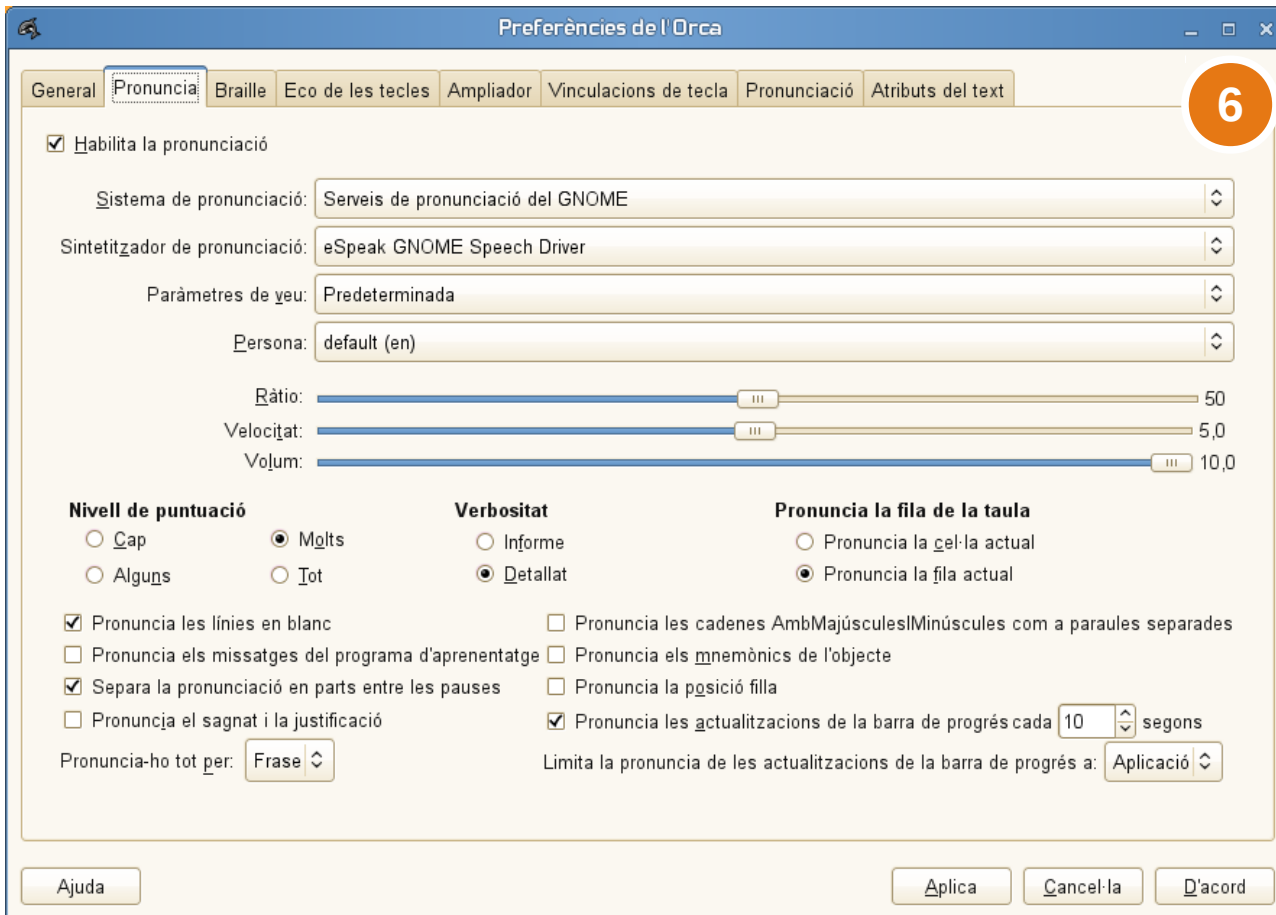 Preferències de l'Orca
General Pronuncia Braille Eco de les tecles Ampliador Vinculacions de tecla Pronunciació Atributs del text
6
Habilita la pronunciació
Sistema de pronunciació: Serveis de pronunciació del GNOME
Sintetitzador de pronunciació: eSpeak GNOME Speech Driver
Paràmetres de veu: Predeterminada
Persona: default (en)
Ràtio: 50
Velocitat: 5,0
Volum: 10,0
Nivell de puntuació Verbositat Pronuncia la fila de la taula
Cap Molts Informe Pronuncia la cel·la actual
Alguns Tot Detallat Pronuncia la fila actual
Pronuncia les línies en blanc Pronuncia les cadenes AmbMajúsculesIMinúscules com a paraules separades
Pronuncia els missatges del programa d'aprenentatge Pronuncia els mnemònics de l'objecte
Separa la pronunciació en parts entre les pauses Pronuncia la posició filla
Pronuncia el sagnat i la justificació Pronuncia les actualitzacions de la barra de progrés cada 10 segons
Pronuncia-ho tot per: Frase Limita la pronuncia de les actualitzacions de la barra de progrés a: Aplicació
Ajuda Aplica Cancel·la D'acord